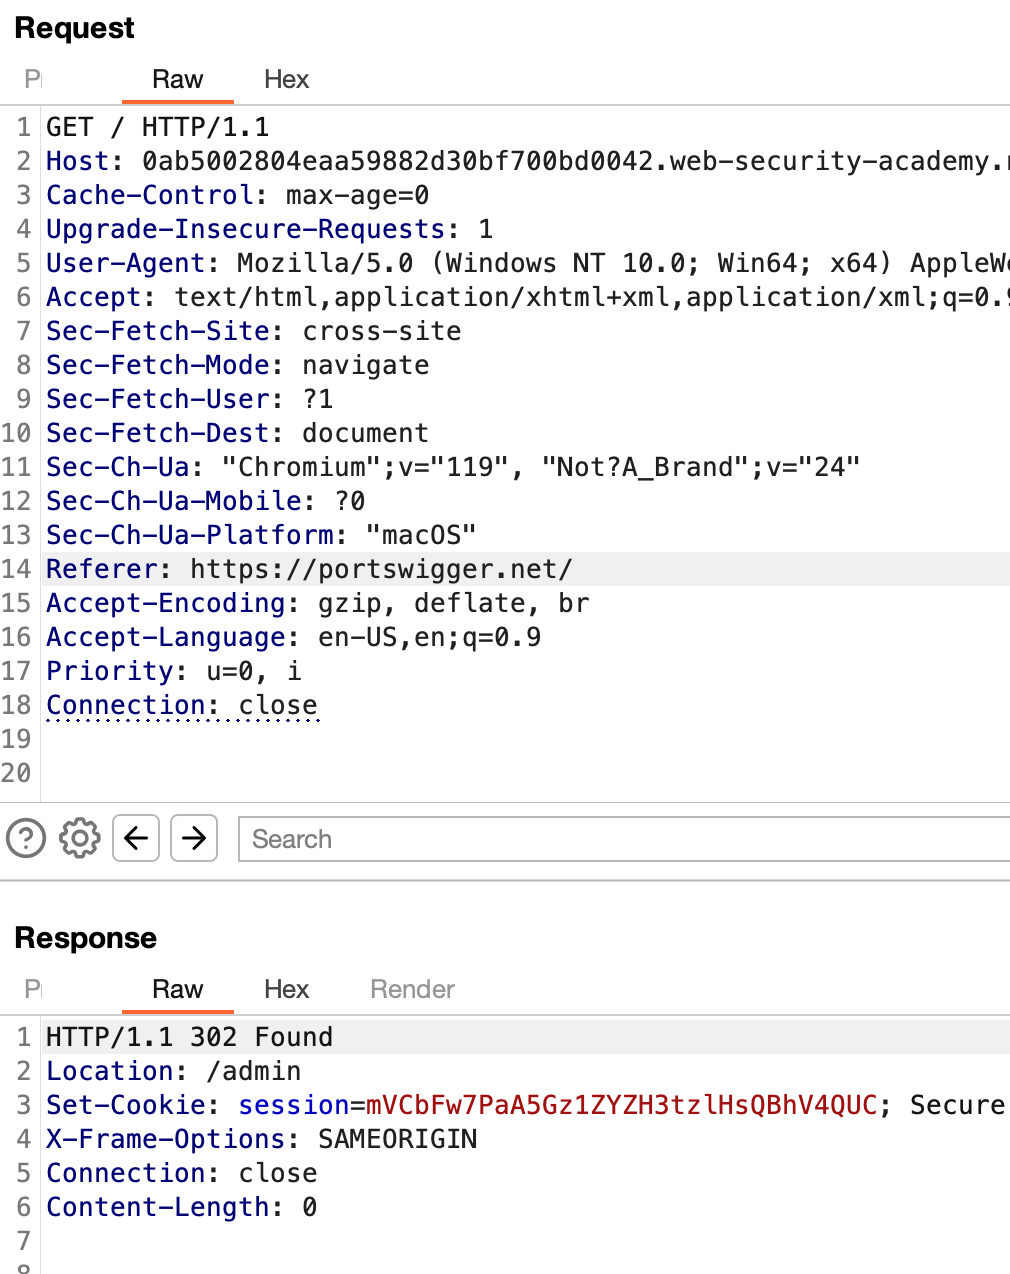 Request
Raw Hex
1 GET / HTTP/1.1
2 Host: 0ab5002804eaa59882d30bf700bd0042.web-security-academy.
3 Cache-Control: max-age=0
4 Upgrade-Insecure-Requests: 1
5 User-Agent: Mozilla/5.0 (Windows NT 10.0; Win64; x64) AppleW
6 Accept: text/html,application/xhtml+xml,application/xml;q=0.9
7 Sec-Fetch-Site: cross-site
8 Sec-Fetch-Mode: navigate
9 Sec-Fetch-User: ?1
10 Sec-Fetch-Dest: document
11 Sec-Ch-Ua: "Chromium";v="119", "Not?A_Brand";v="24"
12 Sec-Ch-Ua-Mobile: ?0
13 Sec-Ch-Ua-Platform: "macOS"
14 Referer: https://portswigger.net/
15 Accept-Encoding: gzip, deflate, br
16 Accept-Language: en-US,en;q=0.9
17 Priority: u=0, i
18 Connection: close
19
20
Search
Response
Raw Hex Render
1 HTTP/1.1 302 Found
2 Location: /admin
3 Set-Cookie: session=mVCbFw7PaA5Gz1ZYZH3tzlHsQBhV4QUC; Secure
4 X-Frame-Options: SAMEORIGIN
5 Connection: close
6 Content-Length: 0
7
8